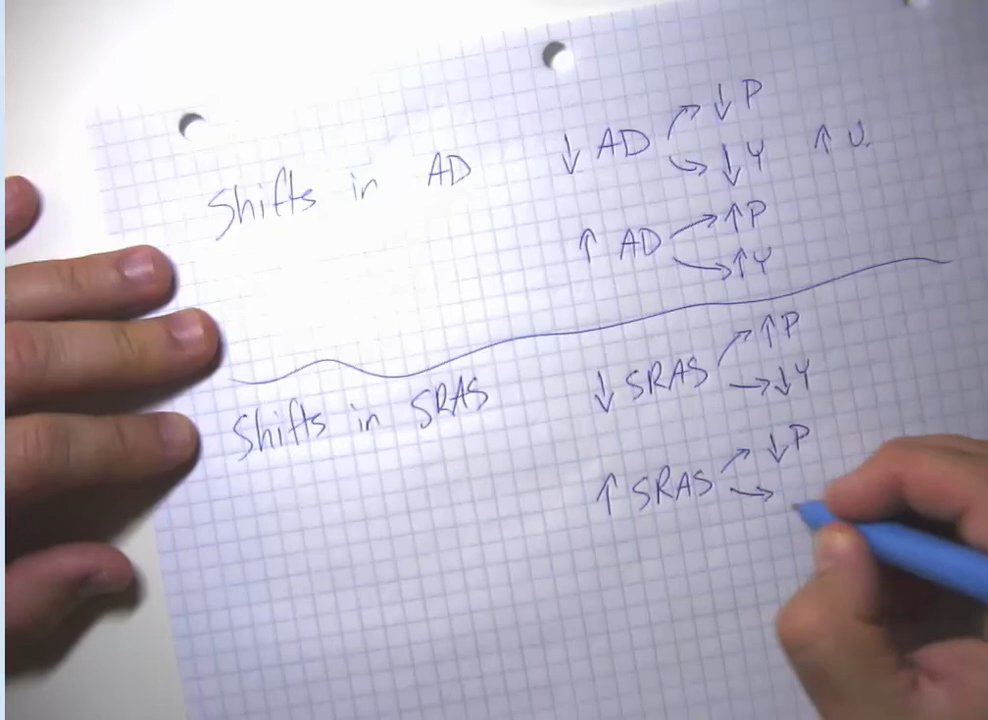 Shifts in AD ↓ AD ↗ ↓ P
↘ ↓ Y ↑ U.
↑ AD ↗ ↑ P
↘ ↑ Y
Shifts in SRAS ↓ SRAS ↗ ↑ P
→ ↓ Y
↑ SRAS ↗ ↓ P
→